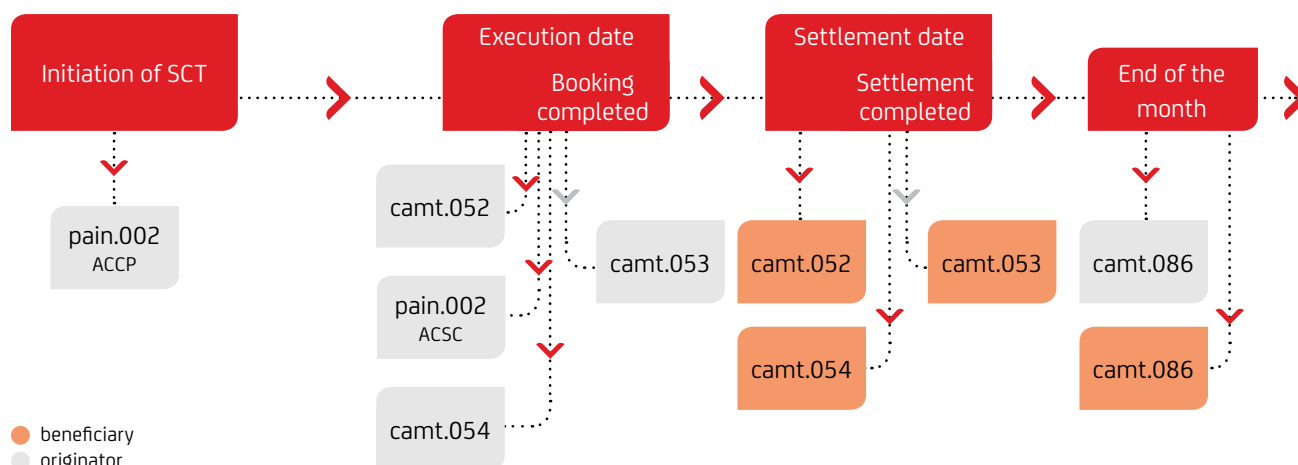 Initiation of SCT
Execution date
Booking
completed
Settlement date
Settlement
completed
End of the
month
pain.002
ACCP
camt.052
pain.002
ACSC
camt.054
camt.053
camt.052
camt.054
camt.053
camt.086
camt.086
beneficiary
originator